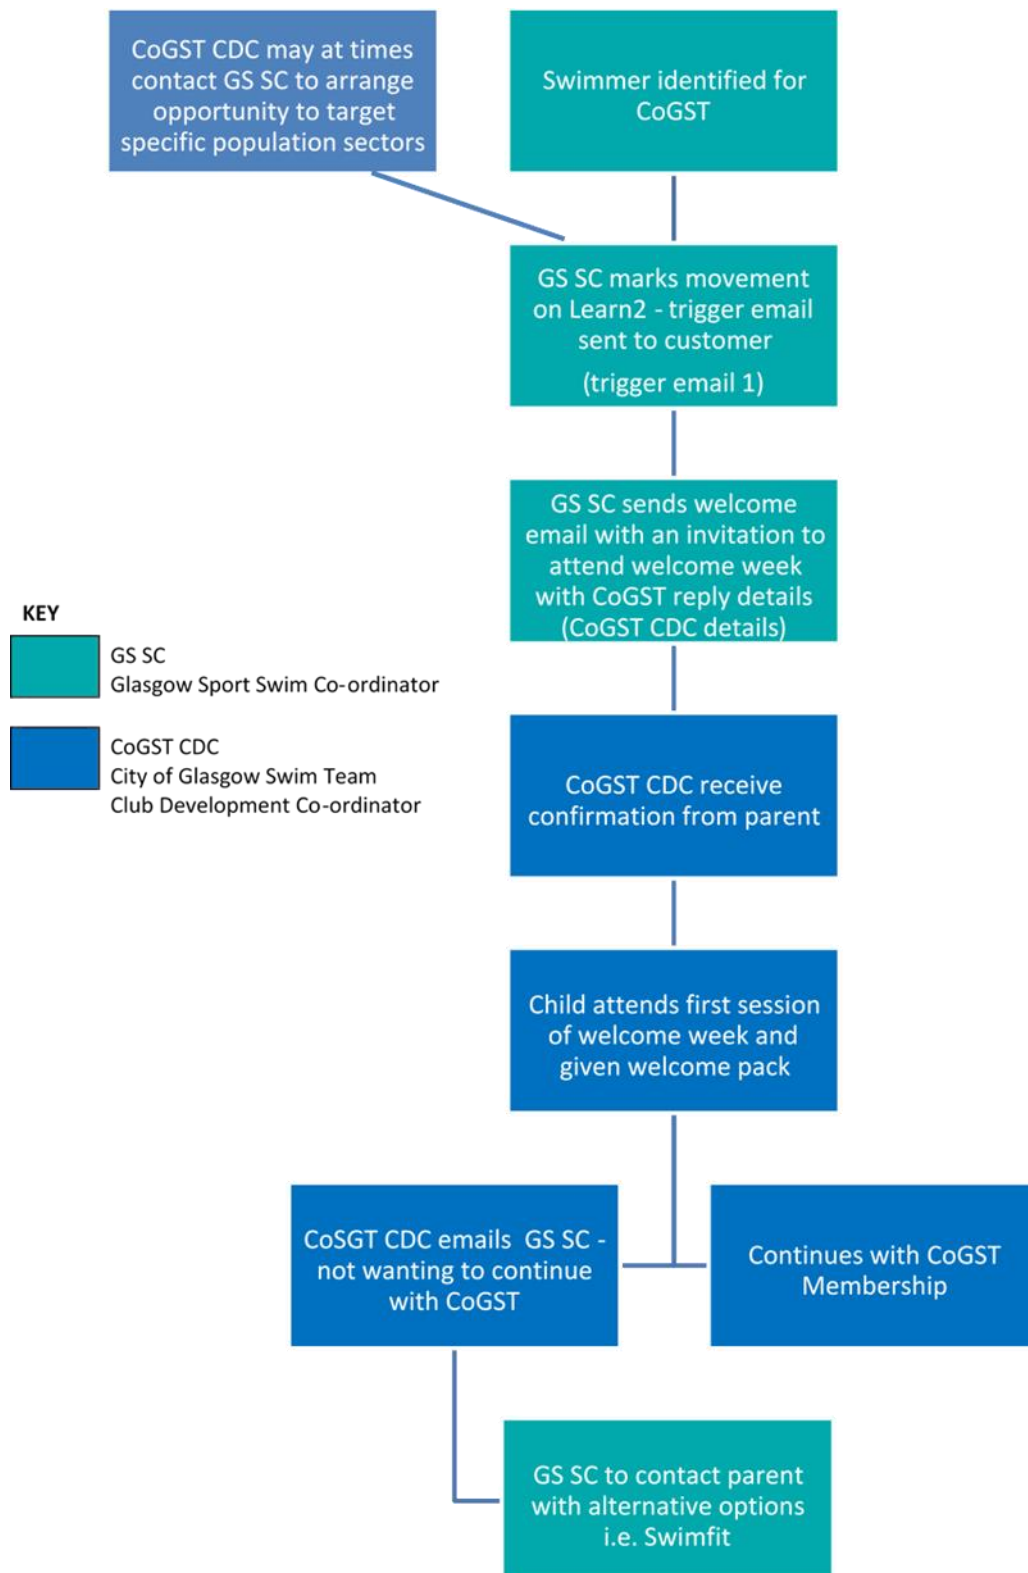 CoGST CDC may at times
contact GS SC to arrange
opportunity to target
specific population sectors
Swimmer identified for
CoGST
GS SC marks movement
on Learn2 - trigger email
sent to customer
(trigger email 1)
GS SC sends welcome
email with an invitation to
attend welcome week
with CoGST reply details
(CoGST CDC details)
KEY
GS SC
Glasgow Sport Swim Co-ordinator
CoGST CDC
City of Glasgow Swim Team
Club Development Co-ordinator
CoGST CDC receive
confirmation from parent
Child attends first session
of welcome week and
given welcome pack
CoSGT CDC emails  GS SC -
not wanting to continue
with CoGST
Continues with CoGST
Membership
GS SC to contact parent
with alternative options
i.e. Swimfit